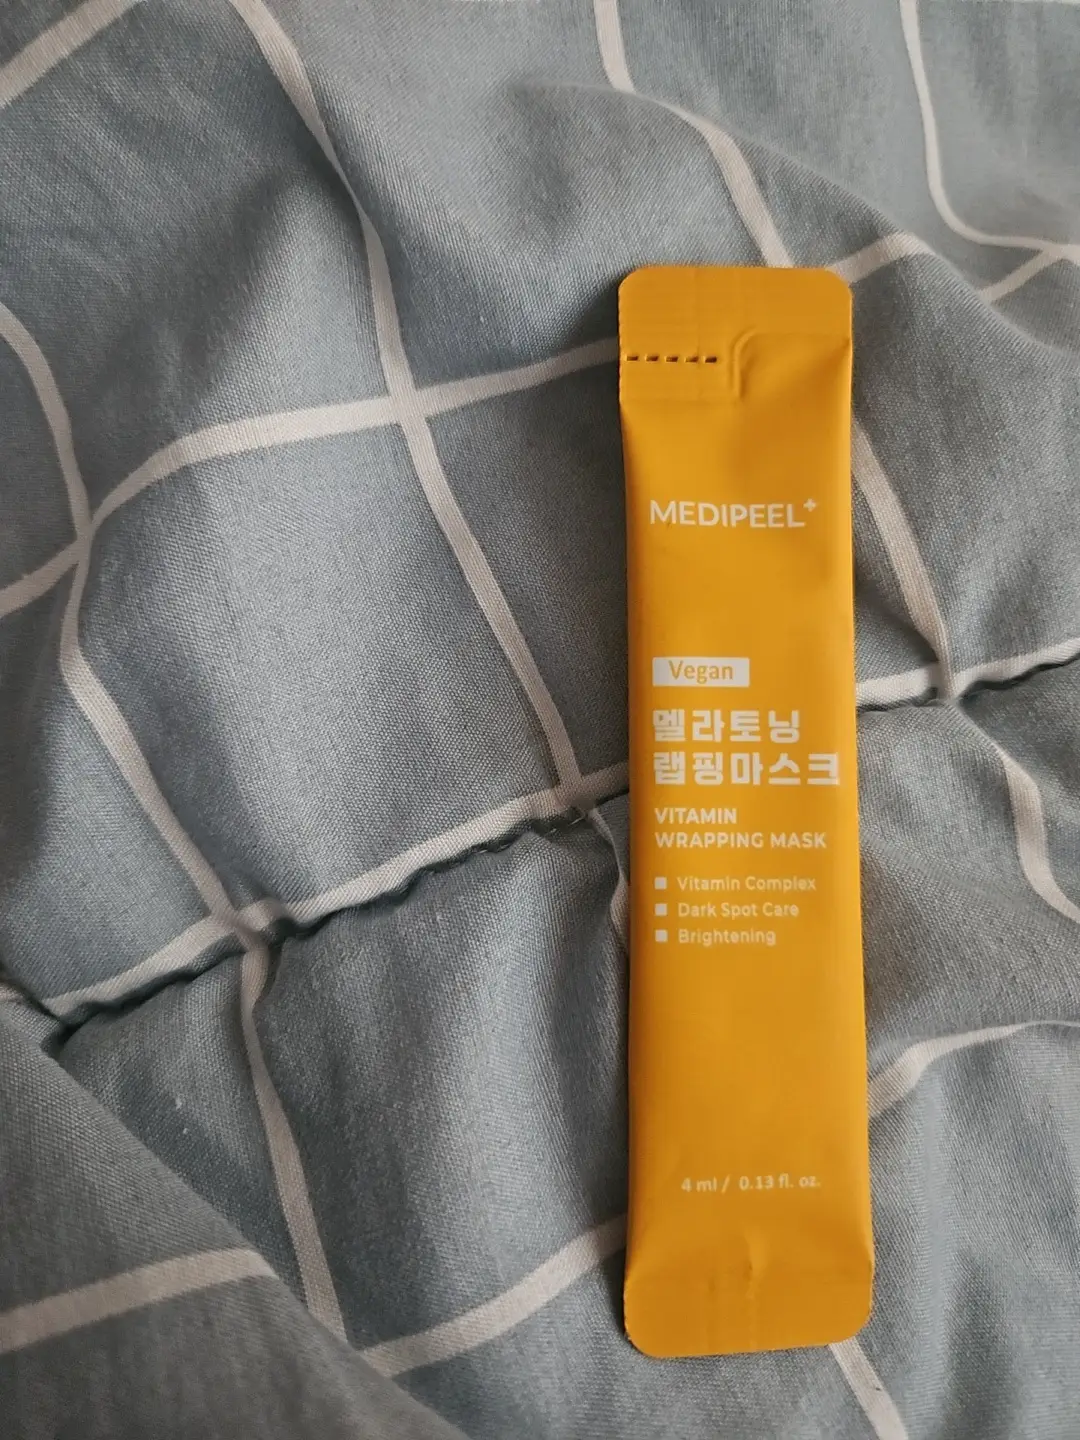 MEDIPEEL+
Vegan
멜라토닝
랩핑마스크
VITAMIN
WRAPPING MASK
■ Vitamin Complex
■ Dark Spot Care
■ Brightening
4 ml / 0.13 fl. oz.